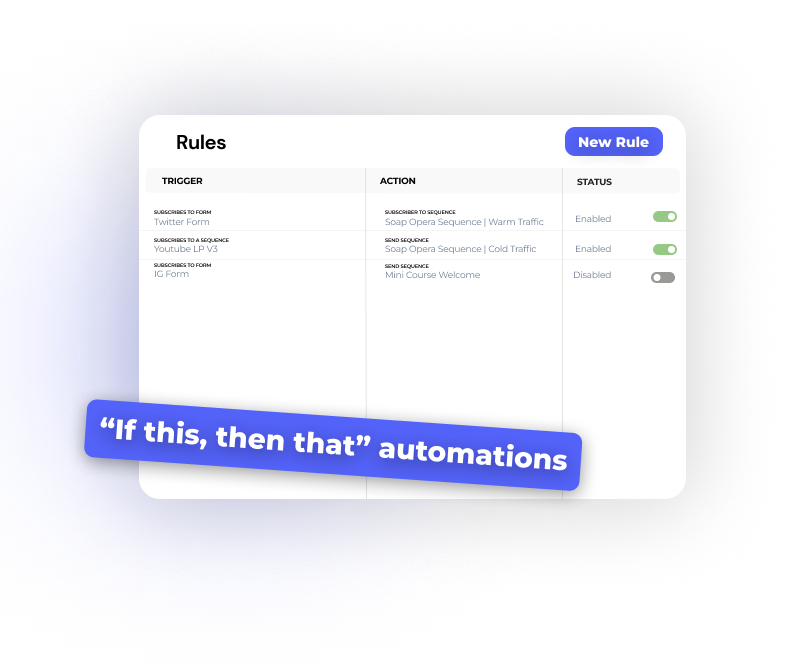 Rules
New Rule
TRIGGER
ACTION
STATUS
SUBSCRIBES TO FORM
Twitter Form
SUBSCRIBER TO SEQUENCE
Soap Opera Sequence | Warm Traffic
Enabled
SUBSCRIBES TO A SEQUENCE
Youtube LP V3
SEND SEQUENCE
Soap Opera Sequence | Cold Traffic
Enabled
SUBSCRIBES TO FORM
IG Form
SEND SEQUENCE
Mini Course Welcome
Disabled
“If this, then that” automations